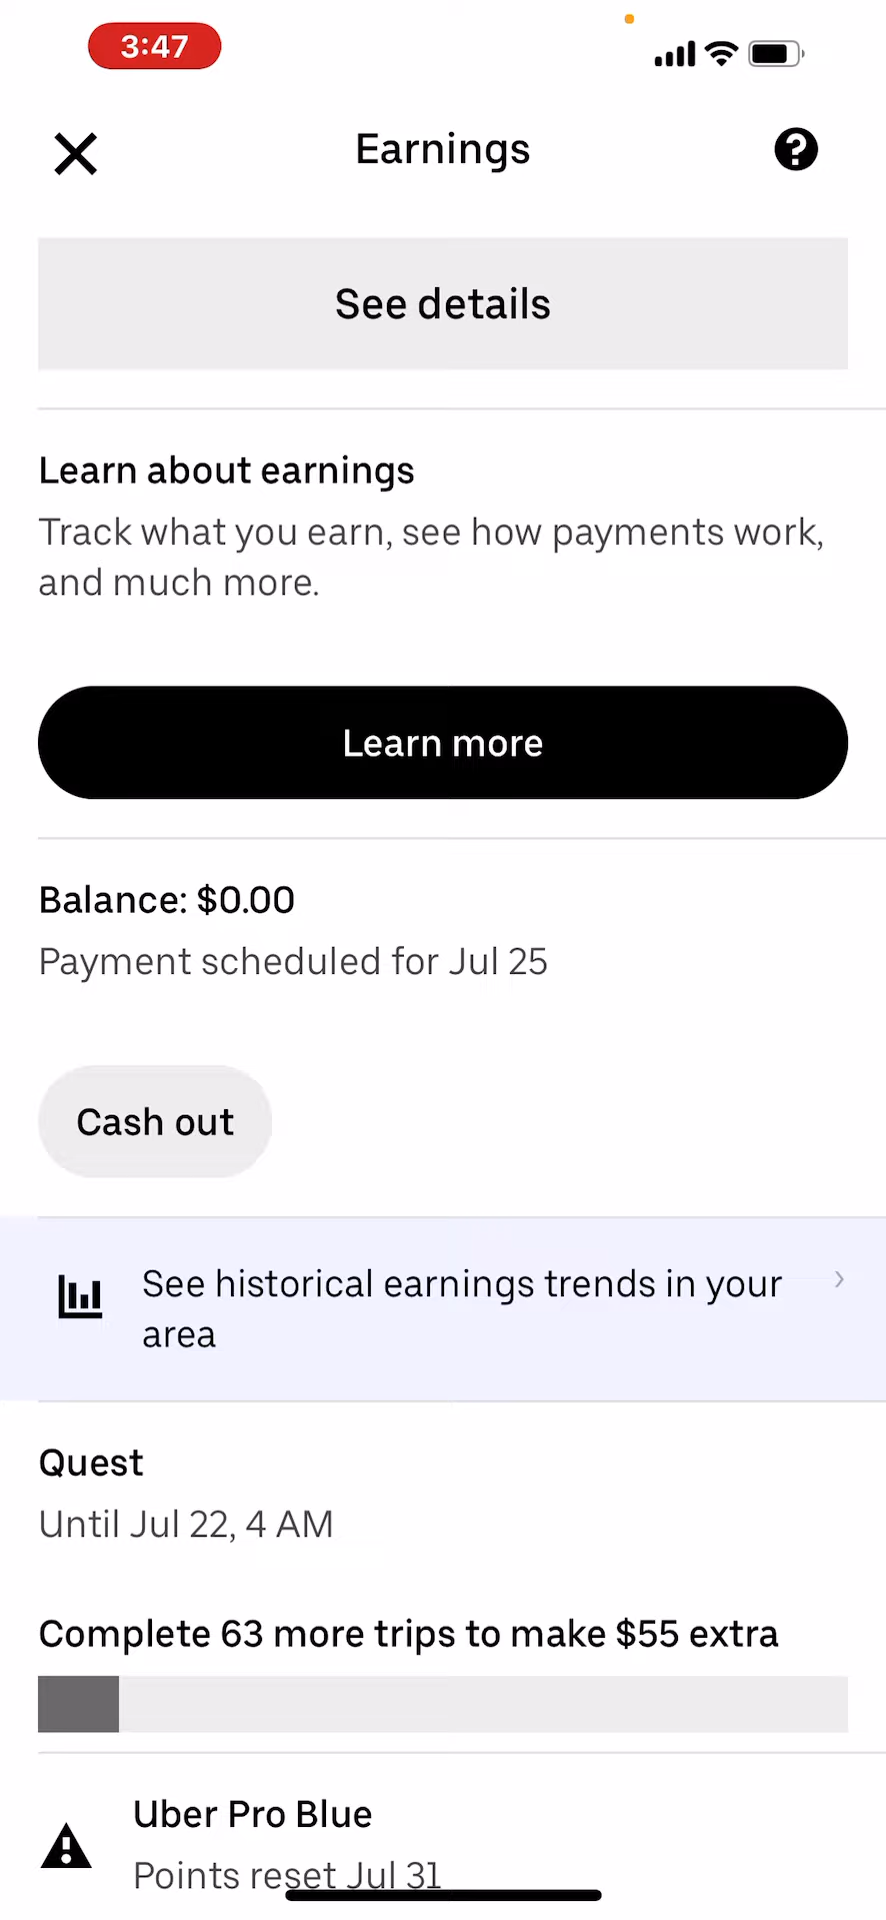 3:47
Earnings
See details
Learn about earnings
Track what you earn, see how payments work,
and much more.
Learn more
Balance: $0.00
Payment scheduled for Jul 25
Cash out
See historical earnings trends in your
area
Quest
Until Jul 22, 4 AM
Complete 63 more trips to make $55 extra
Uber Pro Blue
Points reset Jul 31